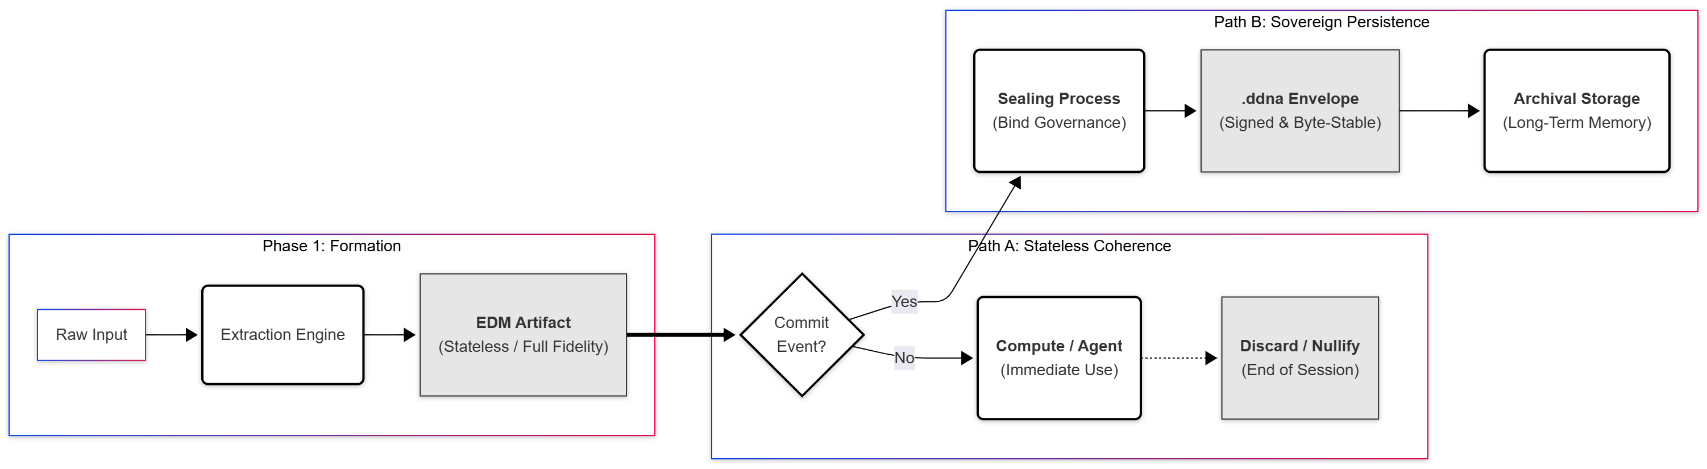 Path B: Sovereign Persistence
Sealing Process
(Bind Governance)
.ddna Envelope
(Signed & Byte-Stable)
Archival Storage
(Long-Term Memory)
Phase 1: Formation
Raw Input
Extraction Engine
EDM Artifact
(Stateless / Full Fidelity)
Path A: Stateless Coherence
Commit
Event?
Yes
No
Compute / Agent
(Immediate Use)
Discard / Nullify
(End of Session)